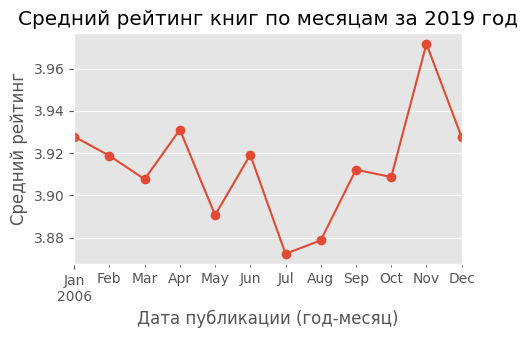 Средний рейтинг книг по месяцам за 2019 год
Средний рейтинг
3.96
3.94
3.92
3.90
3.88
Jan Feb Mar Apr May Jun Jul Aug Sep Oct Nov Dec
2006
Дата публикации (год-месяц)